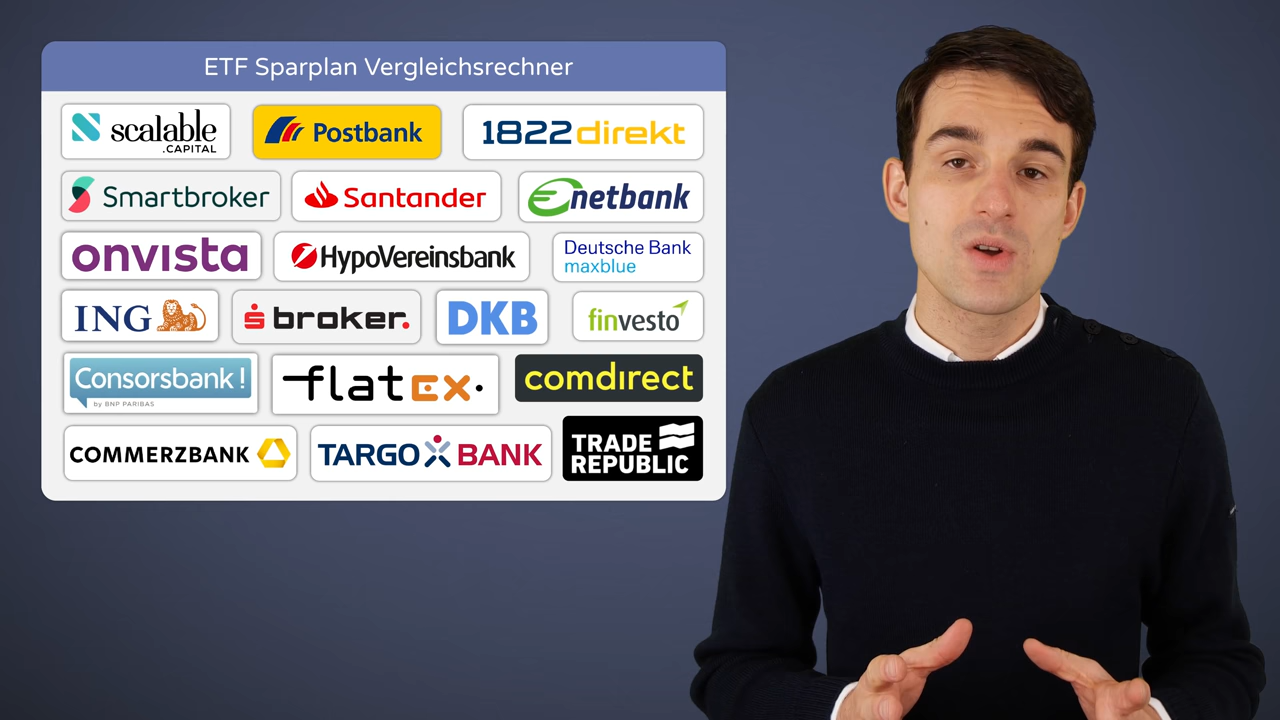 ETF Sparplan Vergleichsrechner
scalable
.CAPITAL
Postbank
1822direkt
Smartbroker
Santander
netbank
onvista
HypoVereinsbank
Deutsche Bank
maxblue
ING
broker.
DKB
finvesto
Consorsbank!
by BNP PARIBAS
flatex
comdirect
COMMERZBANK
TARGO BANK
TRADE
REPUBLIC